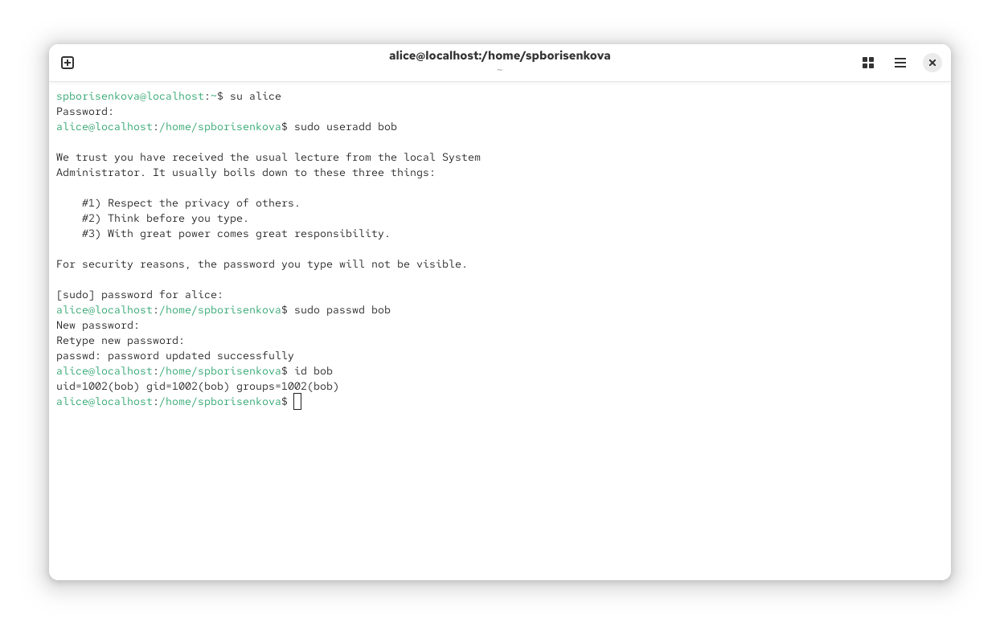 alice@localhost:/home/spborisenkova
~
spborisenkova@localhost:~$ su alice
Password:
alice@localhost:/home/spborisenkova$ sudo useradd bob
We trust you have received the usual lecture from the local System
Administrator. It usually boils down to these three things:
#1) Respect the privacy of others.
#2) Think before you type.
#3) With great power comes great responsibility.
For security reasons, the password you type will not be visible.
[sudo] password for alice:
alice@localhost:/home/spborisenkova$ sudo passwd bob
New password:
Retype new password:
passwd: password updated successfully
alice@localhost:/home/spborisenkova$ id bob
uid=1002(bob) gid=1002(bob) groups=1002(bob)
alice@localhost:/home/spborisenkova$